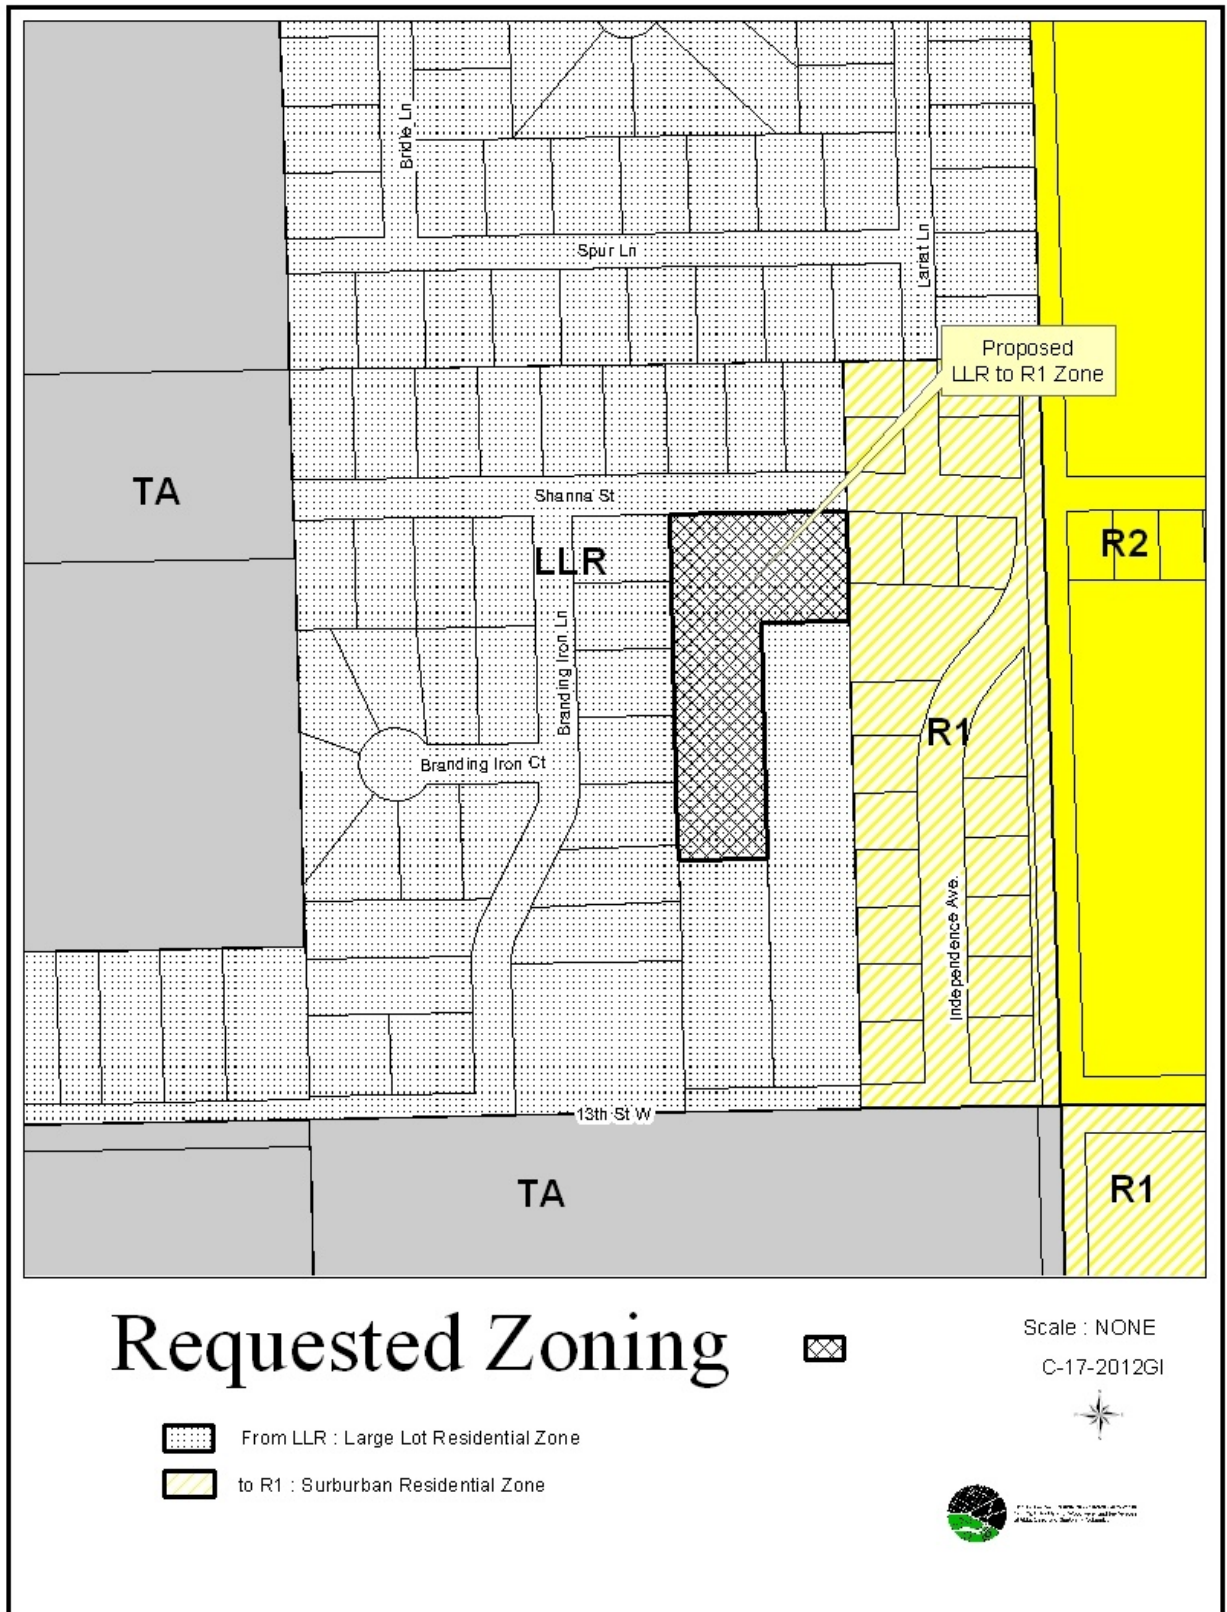 Bridle Ln
Spur Ln
Lariat Ln
Proposed
LLR to R1 Zone
TA
Shanna St
LLR
R2
Branding Iron Ln
R1
Branding Iron Ct
Independence Ave.
13th St W
TA
R1
Requested Zoning
Scale : NONE
C-17-2012GI
From LLR : Large Lot Residential Zone
to R1 : Surburban Residential Zone